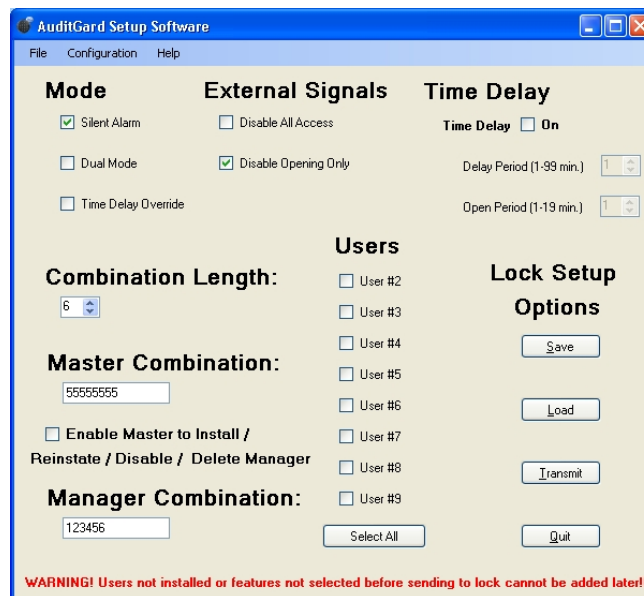 AuditGard Setup Software
File Configuration Help
Mode
Silent Alarm
Dual Mode
Time Delay Override
External Signals
Disable All Access
Disable Opening Only
Time Delay
Time Delay On
Delay Period (1-99 min.) 1
Open Period (1-19 min.) 1
Combination Length:
6
Master Combination:
55555555
Enable Master to Install /
Reinstate / Disable / Delete Manager
Manager Combination:
123456
Users
User #2
User #3
User #4
User #5
User #6
User #7
User #8
User #9
Select All
Lock Setup
Options
Save
Load
Transmit
Quit
WARNING! Users not installed or features not selected before sending to lock cannot be added later!